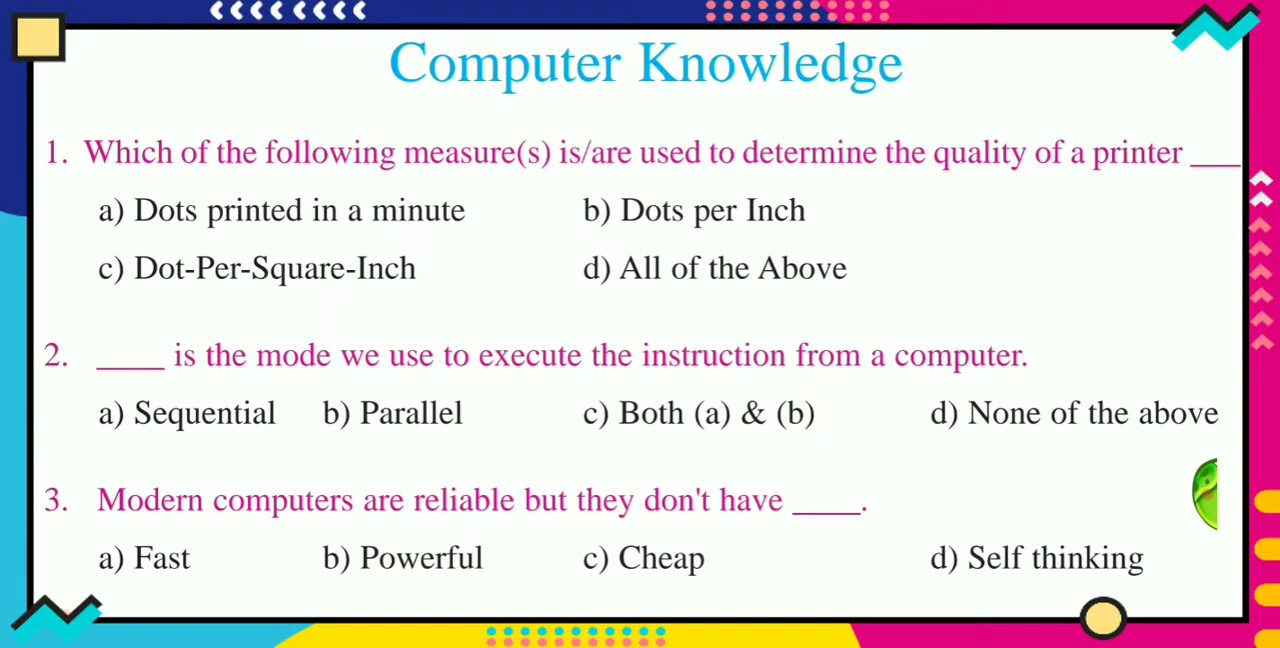 Computer Knowledge
1. Which of the following measure(s) is/are used to determine the quality of a printer ___
a) Dots printed in a minute b) Dots per Inch
c) Dot-Per-Square-Inch d) All of the Above
2. ____ is the mode we use to execute the instruction from a computer.
a) Sequential b) Parallel c) Both (a) & (b) d) None of the above
3. Modern computers are reliable but they don't have ____.
a) Fast b) Powerful c) Cheap d) Self thinking